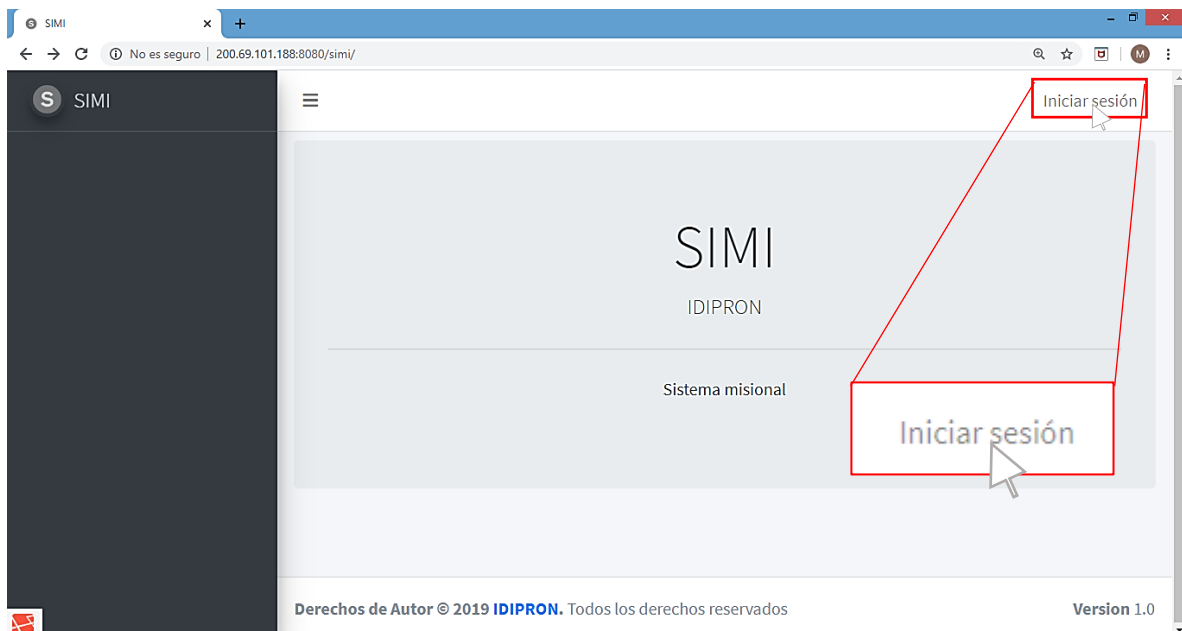 SIMI
No es seguro | 200.69.101.188:8080/simi/
M
S SIMI
Iniciar sesión
SIMI
IDIPRON
Sistema misional
Iniciar sesión
Derechos de Autor © 2019 IDIPRON. Todos los derechos reservados
Version 1.0